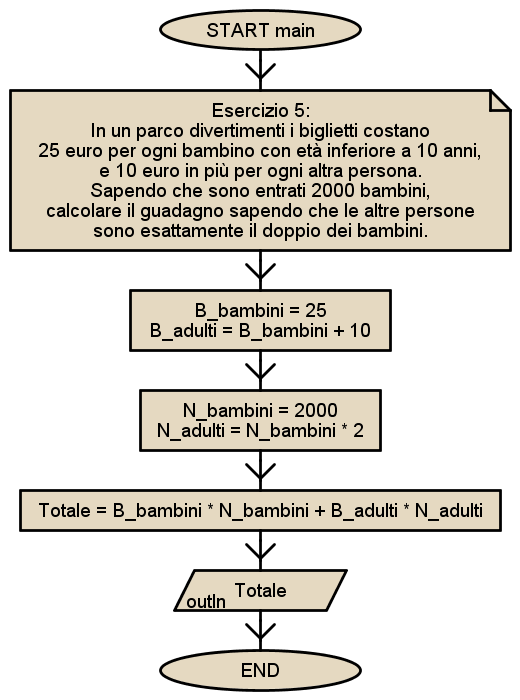 START main
Esercizio 5:
In un parco divertimenti i biglietti costano
25 euro per ogni bambino con età inferiore a 10 anni,
e 10 euro in più per ogni altra persona.
Sapendo che sono entrati 2000 bambini,
calcolare il guadagno sapendo che le altre persone
sono esattamente il doppio dei bambini.
B_bambini = 25
B_adulti = B_bambini + 10
N_bambini = 2000
N_adulti = N_bambini * 2
Totale = B_bambini * N_bambini + B_adulti * N_adulti
Totale
outln
END